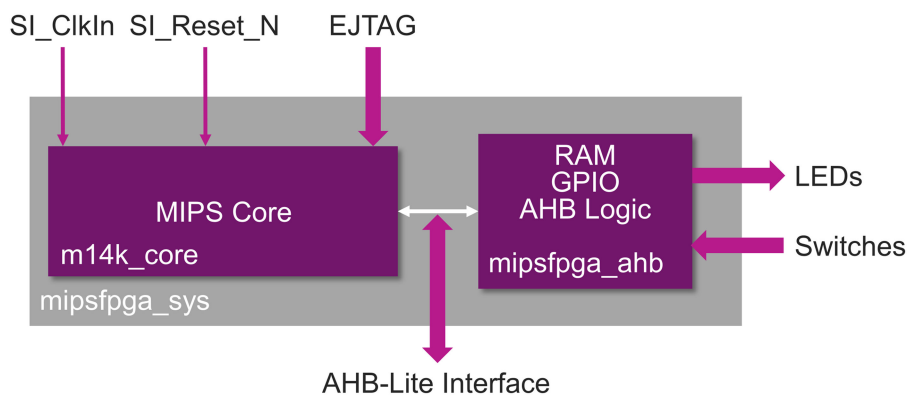 SI_ClkIn SI_Reset_N EJTAG
MIPS Core
m14k_core
mipsfpga_sys
RAM
GPIO
AHB Logic
mipsfpga_ahb
LEDs
Switches
AHB-Lite Interface